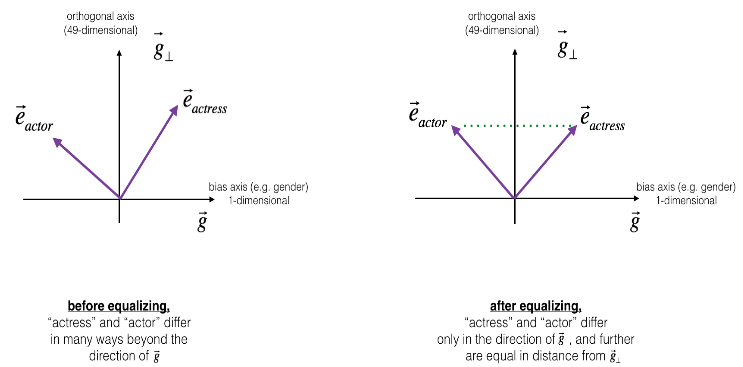 orthogonal axis
(49-dimensional)
g⃗⊥
e⃗actress
e⃗actor
bias axis (e.g. gender)
1-dimensional
g⃗
before equalizing,
“actress” and “actor” differ
in many ways beyond the
direction of g⃗
orthogonal axis
(49-dimensional)
g⃗⊥
e⃗actor
e⃗actress
bias axis (e.g. gender)
1-dimensional
g⃗
after equalizing,
“actress” and “actor” differ
only in the direction of g⃗ , and further
are equal in distance from g⃗⊥